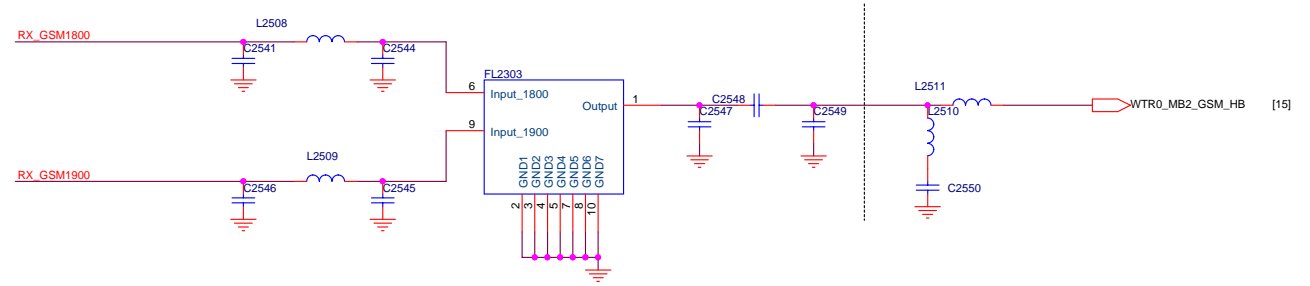 L2508
RX_GSM1800
C2541
C2544
FL2303
6
Input_1800
Output
1
9
Input_1900
C2548
C2547
C2549
L2511
L2510
WTR0_MB2_GSM_HB [15]
C2550
L2509
RX_GSM1900
C2546
C2545
GND1
GND2
GND3
GND4
GND5
GND6
GND7
2
3
4
5
7
8
10